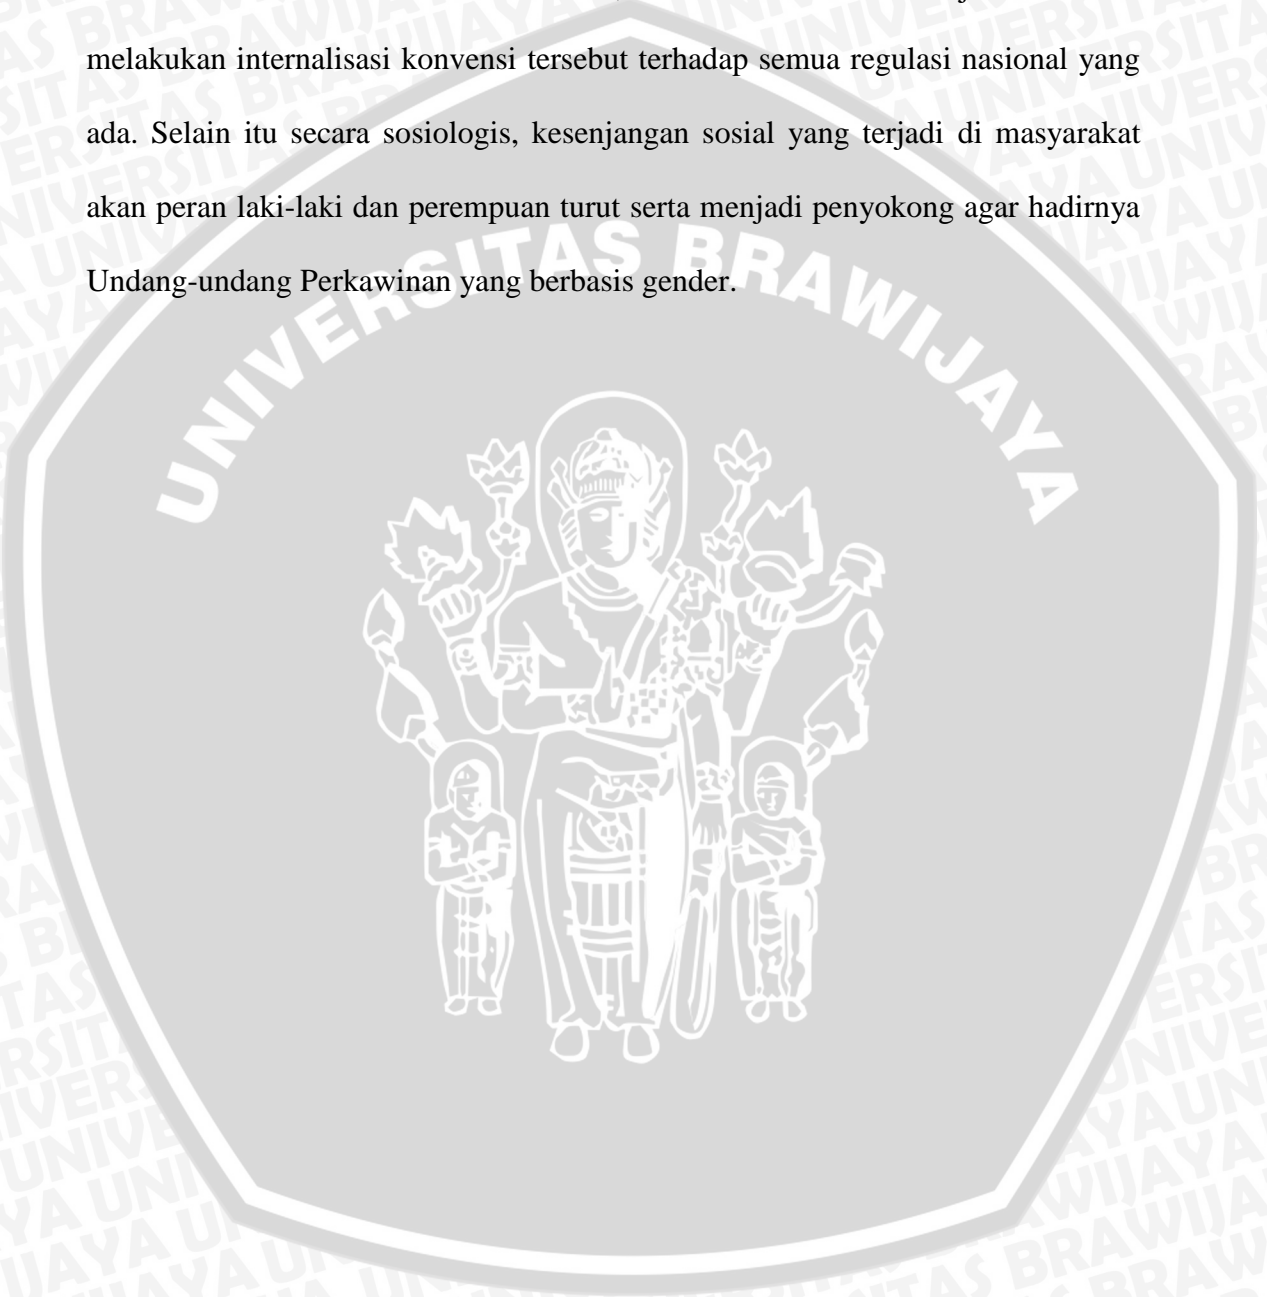 melakukan internalisasi konvensi tersebut terhadap semua regulasi nasional yang
ada. Selain itu secara sosiologis, kesenjangan sosial yang terjadi di masyarakat
akan peran laki-laki dan perempuan turut serta menjadi penyokong agar hadirnya
Undang-undang Perkawinan yang berbasis gender.
UNIVERSITAS BRAWIJAYA